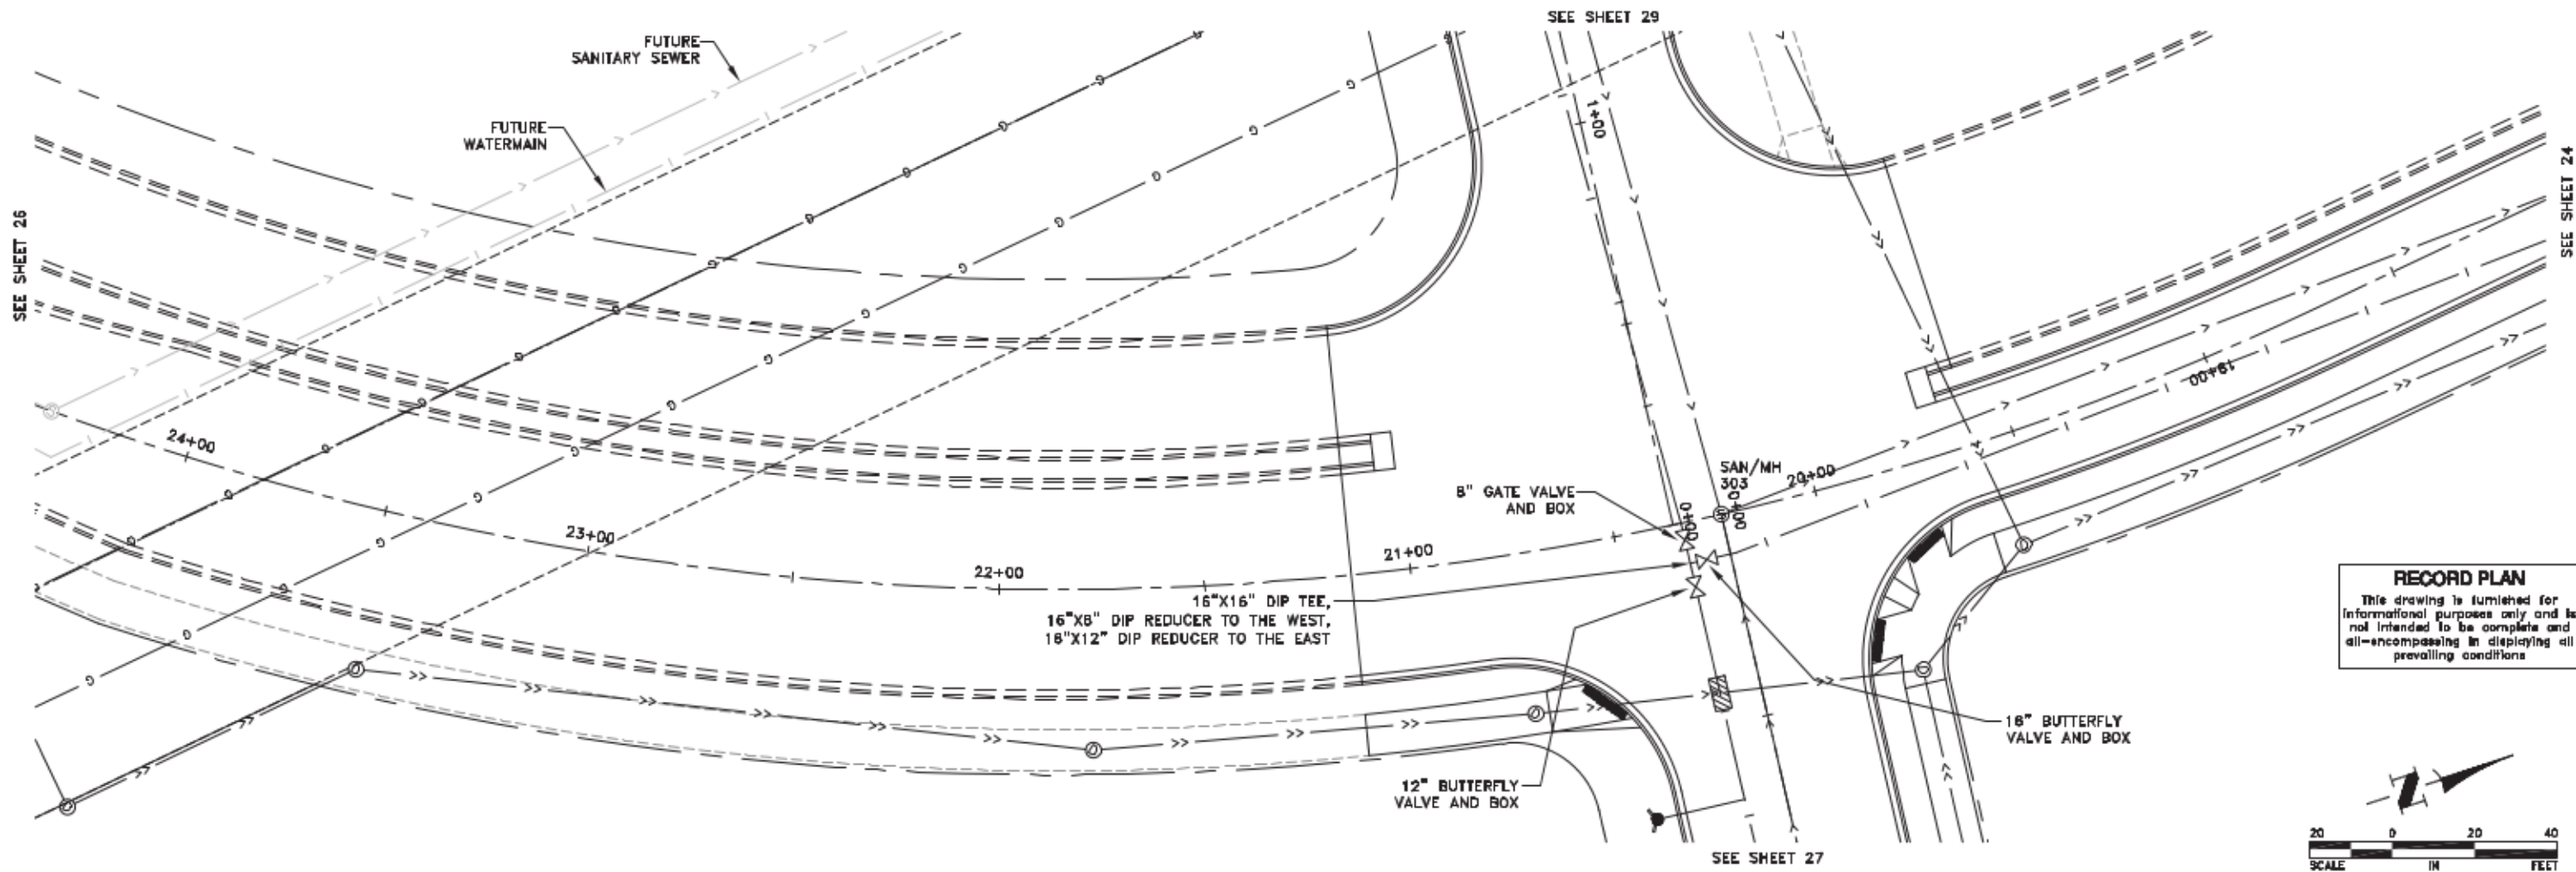 SEE SHEET 29
FUTURE
SANITARY SEWER
FUTURE
WATERMAIN
SEE SHEET 26
SEE SHEET 24
1+00
19+00
24+00
23+00
22+00
21+00
20+00
SAN/MH
303
0+00
0+00
8" GATE VALVE
AND BOX
16"X16" DIP TEE,
16"X8" DIP REDUCER TO THE WEST,
16"X12" DIP REDUCER TO THE EAST
12" BUTTERFLY
VALVE AND BOX
16" BUTTERFLY
VALVE AND BOX
SEE SHEET 27
RECORD PLAN
This drawing is furnished for
informational purposes only and is
not intended to be complete and
all-encompassing in displaying all
prevailing conditions
N
20 0 20 40
SCALE IN FEET